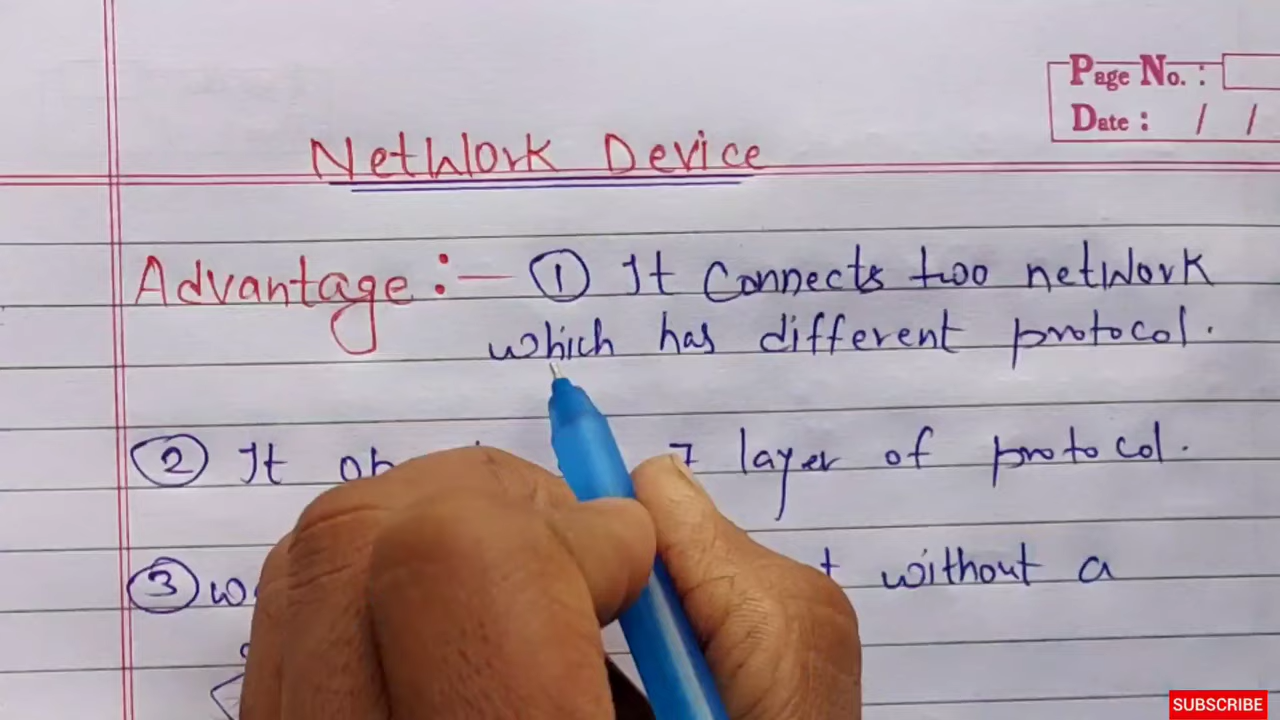 Page No. :
Date : / /
Network Device
Advantage :- ① It connects two network
which has different protocol.
② It 7 layer of protocol.
③ without a
SUBSCRIBE